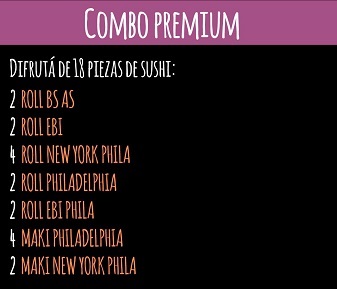 COMBO PREMIUM
DIFRUTÁ DE 18 PIEZAS DE SUSHI:
2 ROLL BS AS
2 ROLL EBI
4 ROLL NEW YORK PHILA
2 ROLL PHILADELPHIA
2 ROLL EBI PHILA
4 MAKI PHILADELPHIA
2 MAKI NEW YORK PHILA